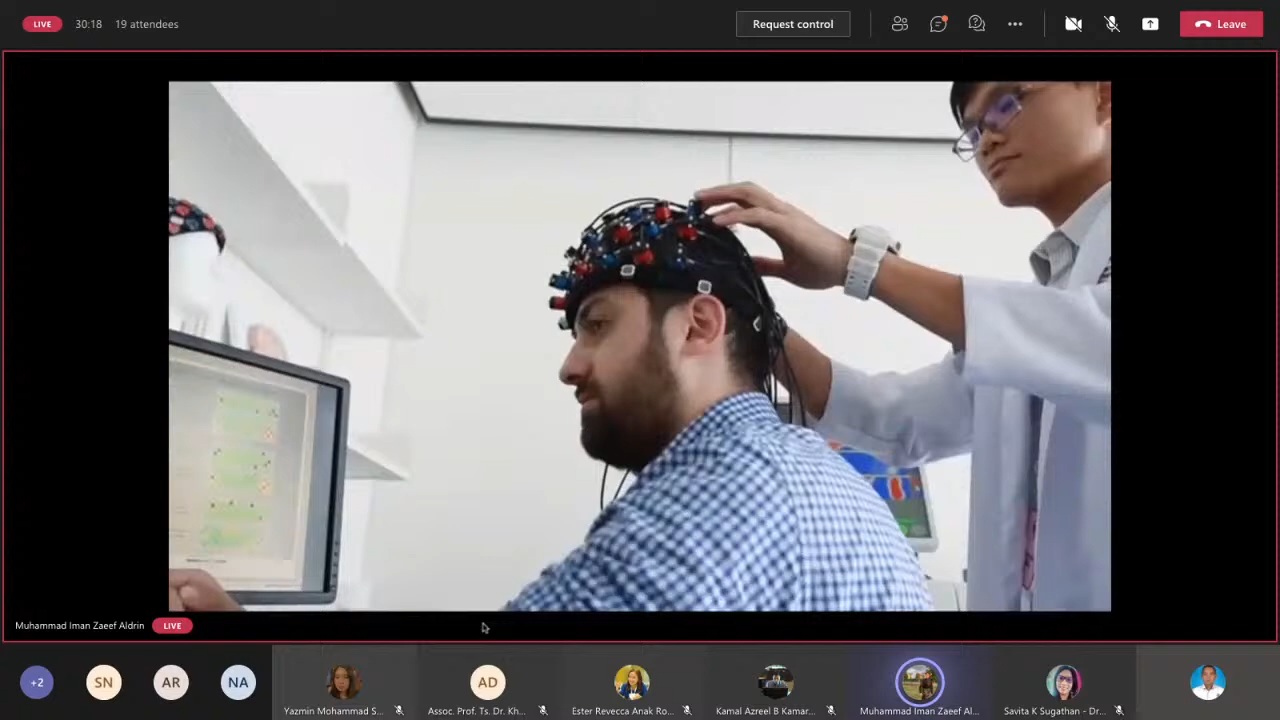 LIVE 30:18 19 attendees Request control Leave
Muhammad Iman Zaeef Aldrin LIVE
+2 SN AR NA AD
Yazmin Mohammad S... Assoc. Prof. Ts. Dr. Kh... Ester Revecca Anak Ro... Kamal Azreel B Kamar... Muhammad Iman Zaeef Al... Savita K Sugathan - Dr...